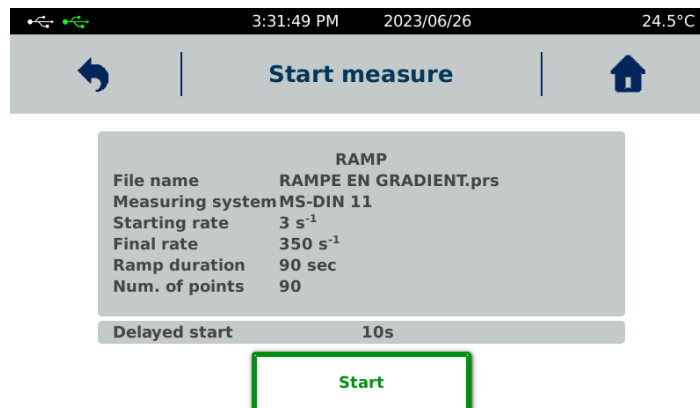 3:31:49 PM 2023/06/26 24.5°C
Start measure
RAMP
File name RAMPE EN GRADIENT.prs
Measuring system MS-DIN 11
Starting rate 3 s⁻¹
Final rate 350 s⁻¹
Ramp duration 90 sec
Num. of points 90
Delayed start 10s
Start